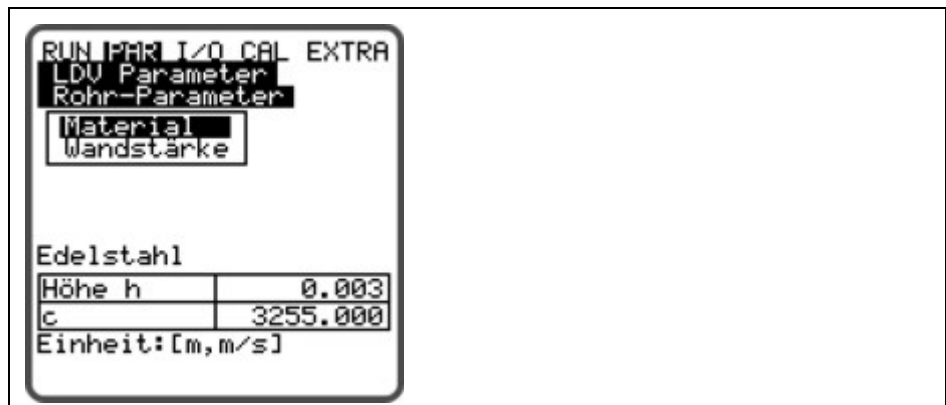 RUN PAR I/O CAL EXTRA
LDV Parameter
Rohr-Parameter
Material
Wandstärke
Edelstahl
Höhe h 0.003
c 3255.000
Einheit:[m,m/s]